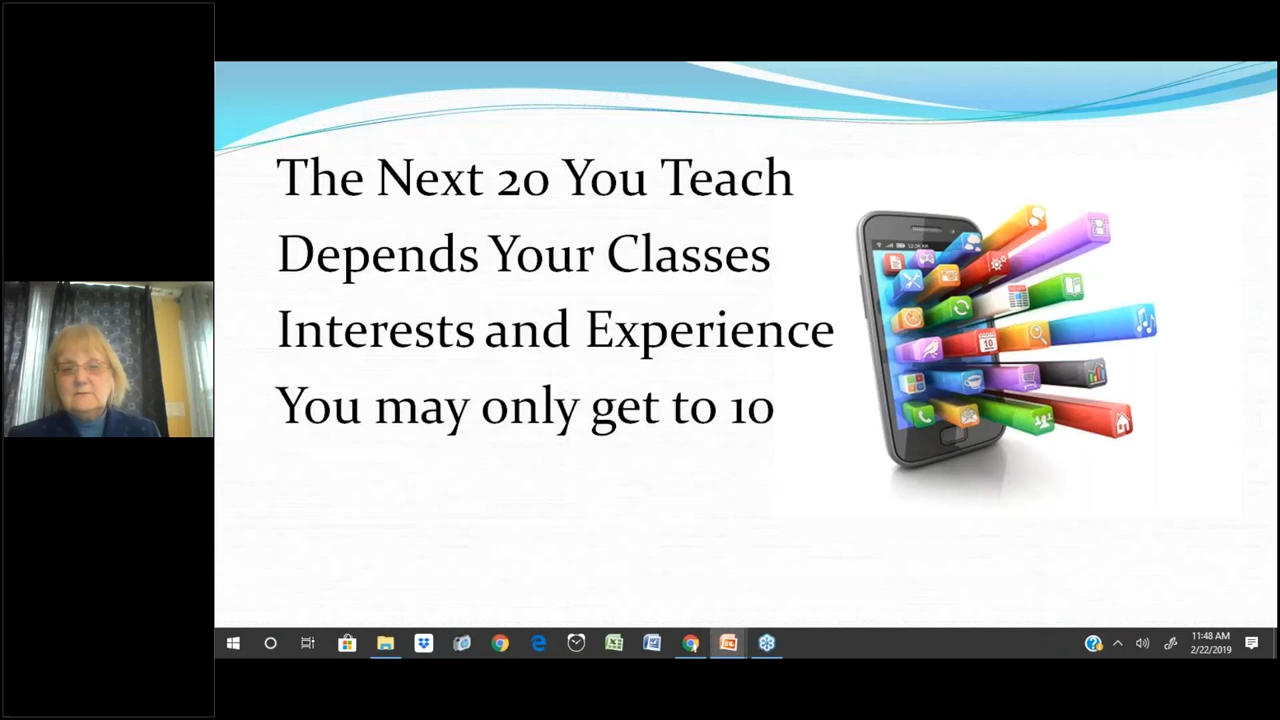 The Next 20 You Teach
Depends Your Classes
Interests and Experience
You may only get to 10
11:48 AM
2/22/2019